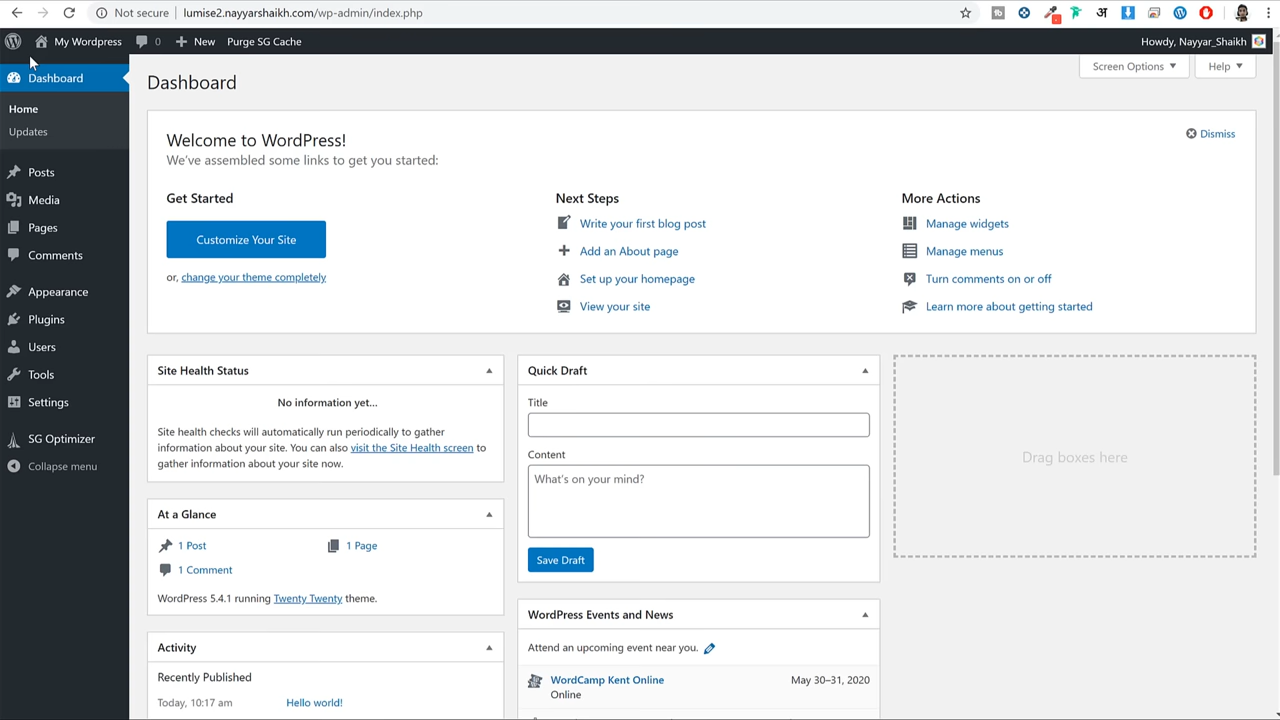 Not secure
lumise2.nayyarshaikh.com/wp-admin/index.php
My Wordpress
0
New
Purge SG Cache
Howdy, Nayyar_Shaikh
Dashboard
Home
Updates
Posts
Media
Pages
Comments
Appearance
Plugins
Users
Tools
Settings
SG Optimizer
Collapse menu
Dashboard
Screen Options
Help
Welcome to WordPress!
We've assembled some links to get you started:
Dismiss
Get Started
Customize Your Site
or, change your theme completely
Next Steps
Write your first blog post
Add an About page
Set up your homepage
View your site
More Actions
Manage widgets
Manage menus
Turn comments on or off
Learn more about getting started
Site Health Status
No information yet...
Site health checks will automatically run periodically to gather
information about your site. You can also visit the Site Health screen to
gather information about your site now.
At a Glance
1 Post
1 Page
1 Comment
WordPress 5.4.1 running Twenty Twenty theme.
Activity
Recently Published
Today, 10:17 am
Hello world!
Quick Draft
Title
Content
What's on your mind?
Save Draft
WordPress Events and News
Attend an upcoming event near you.
WordCamp Kent Online
May 30–31, 2020
Online
Drag boxes here